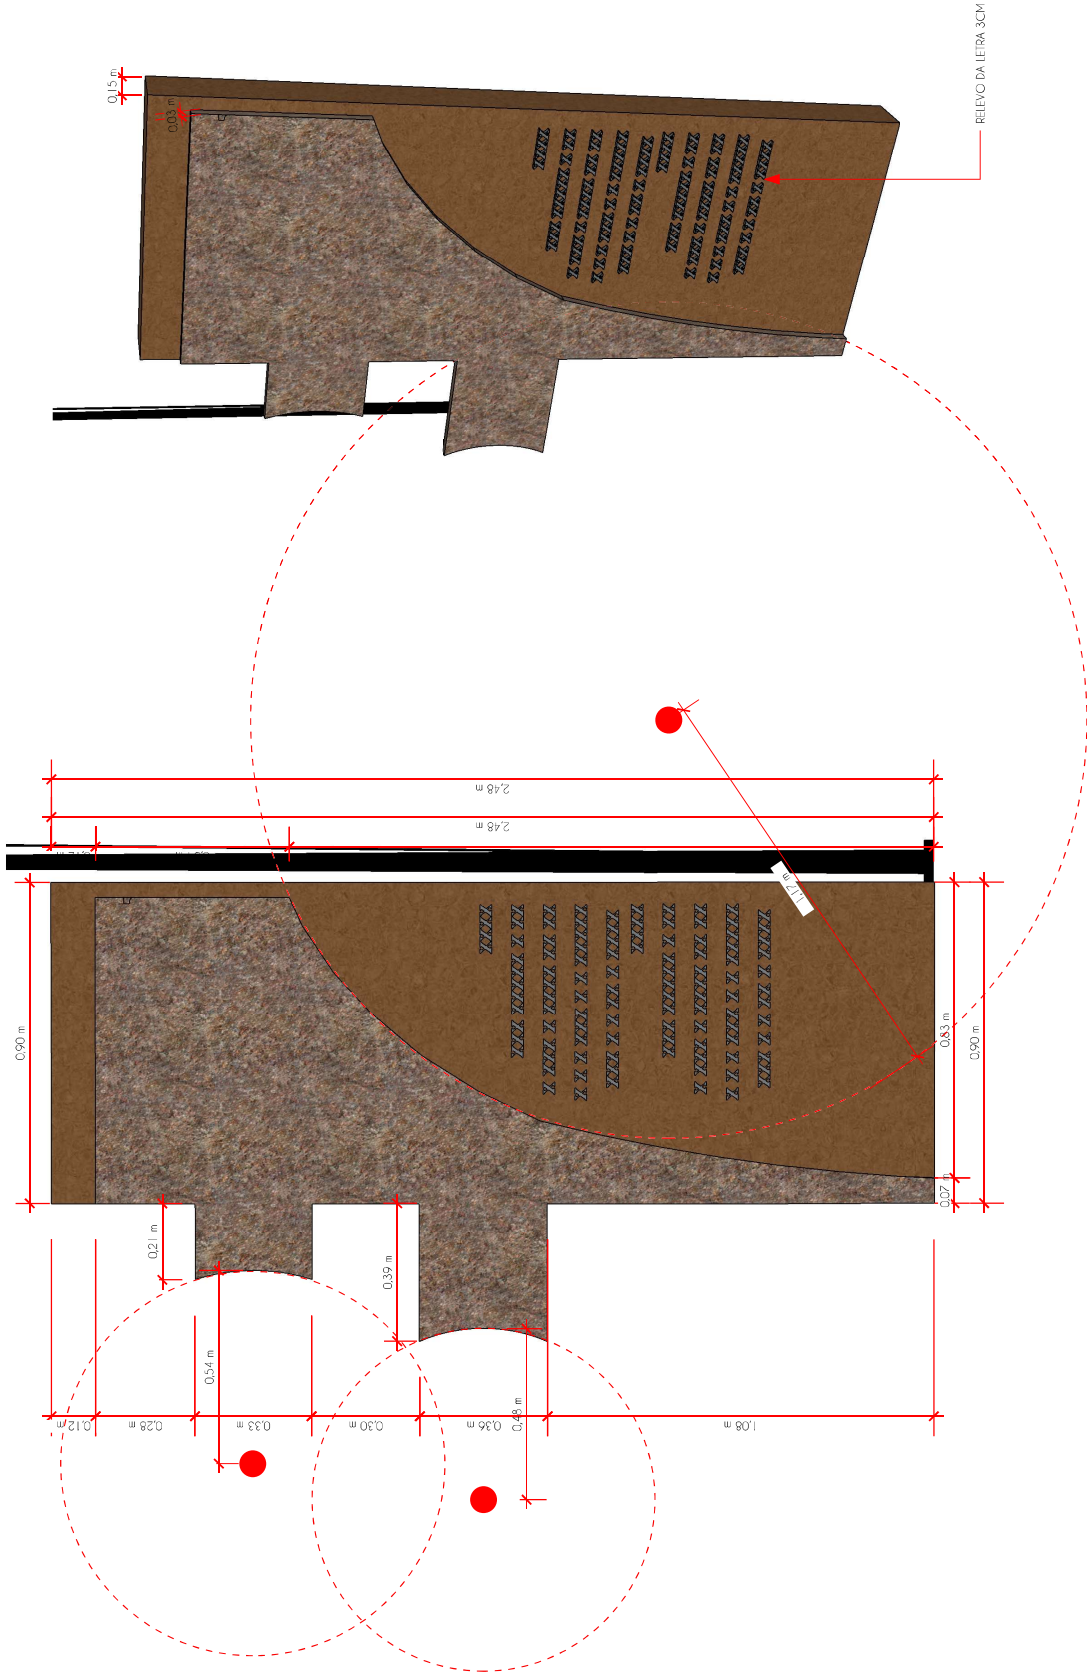 RELEVO DA LETRA 3CM
0,15 m
0,03 m
2,48 m
2,48 m
1,17 m
0,90 m
0,83 m
0,90 m
0,07 m
0,21 m
0,39 m
0,54 m
0,48 m
0,12 m
0,28 m
0,33 m
0,30 m
0,36 m
1,08 m